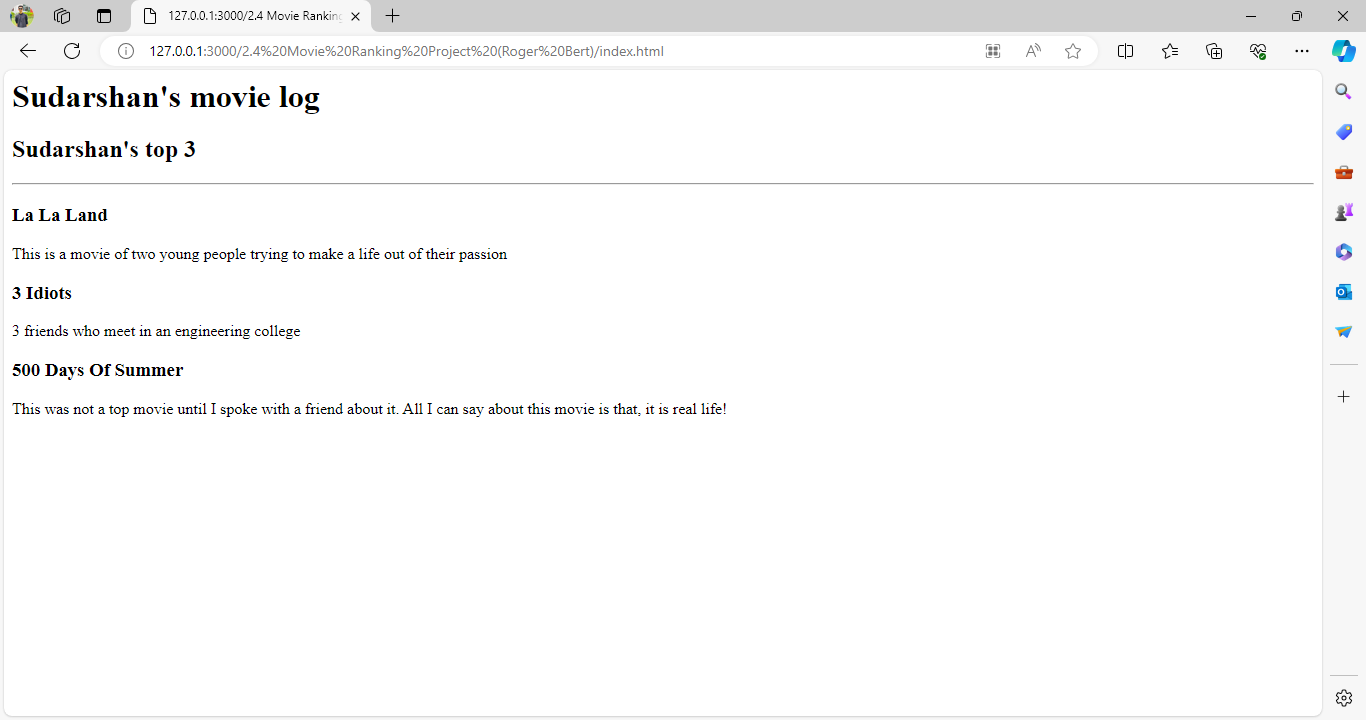 127.0.0.1:3000/2.4 Movie Ranking
127.0.0.1:3000/2.4%20Movie%20Ranking%20Project%20(Roger%20Bert)/index.html
Sudarshan's movie log
Sudarshan's top 3
La La Land
This is a movie of two young people trying to make a life out of their passion
3 Idiots
3 friends who meet in an engineering college
500 Days Of Summer
This was not a top movie until I spoke with a friend about it. All I can say about this movie is that, it is real life!